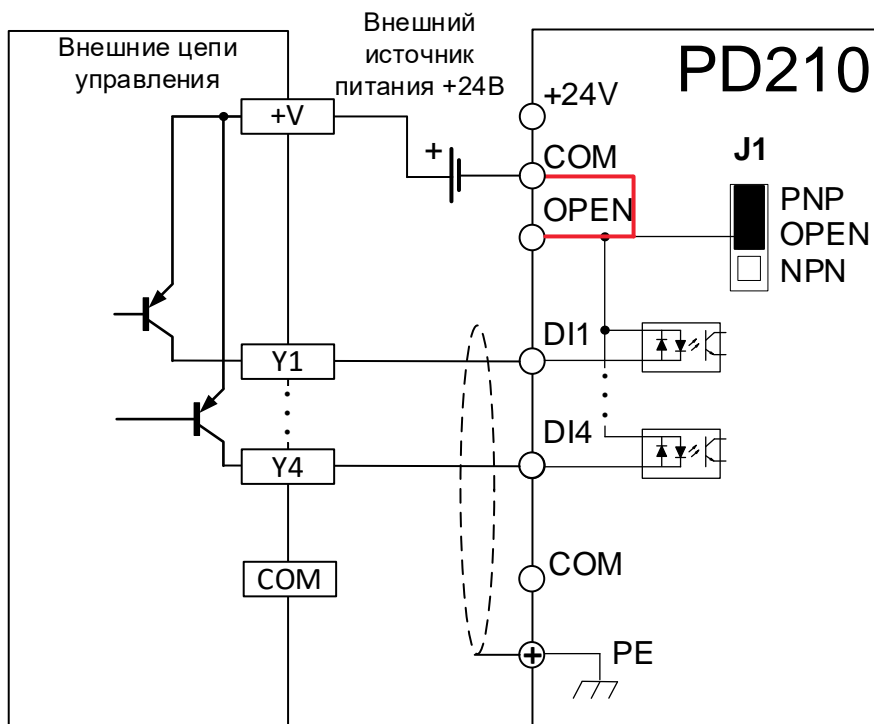 Внешние цепи
управления
Внешний
источник
питания +24В
PD210
+V
+24V
+
COM
J1
OPEN
PNP
OPEN
NPN
Y1
DI1
Y4
DI4
COM
COM
PE